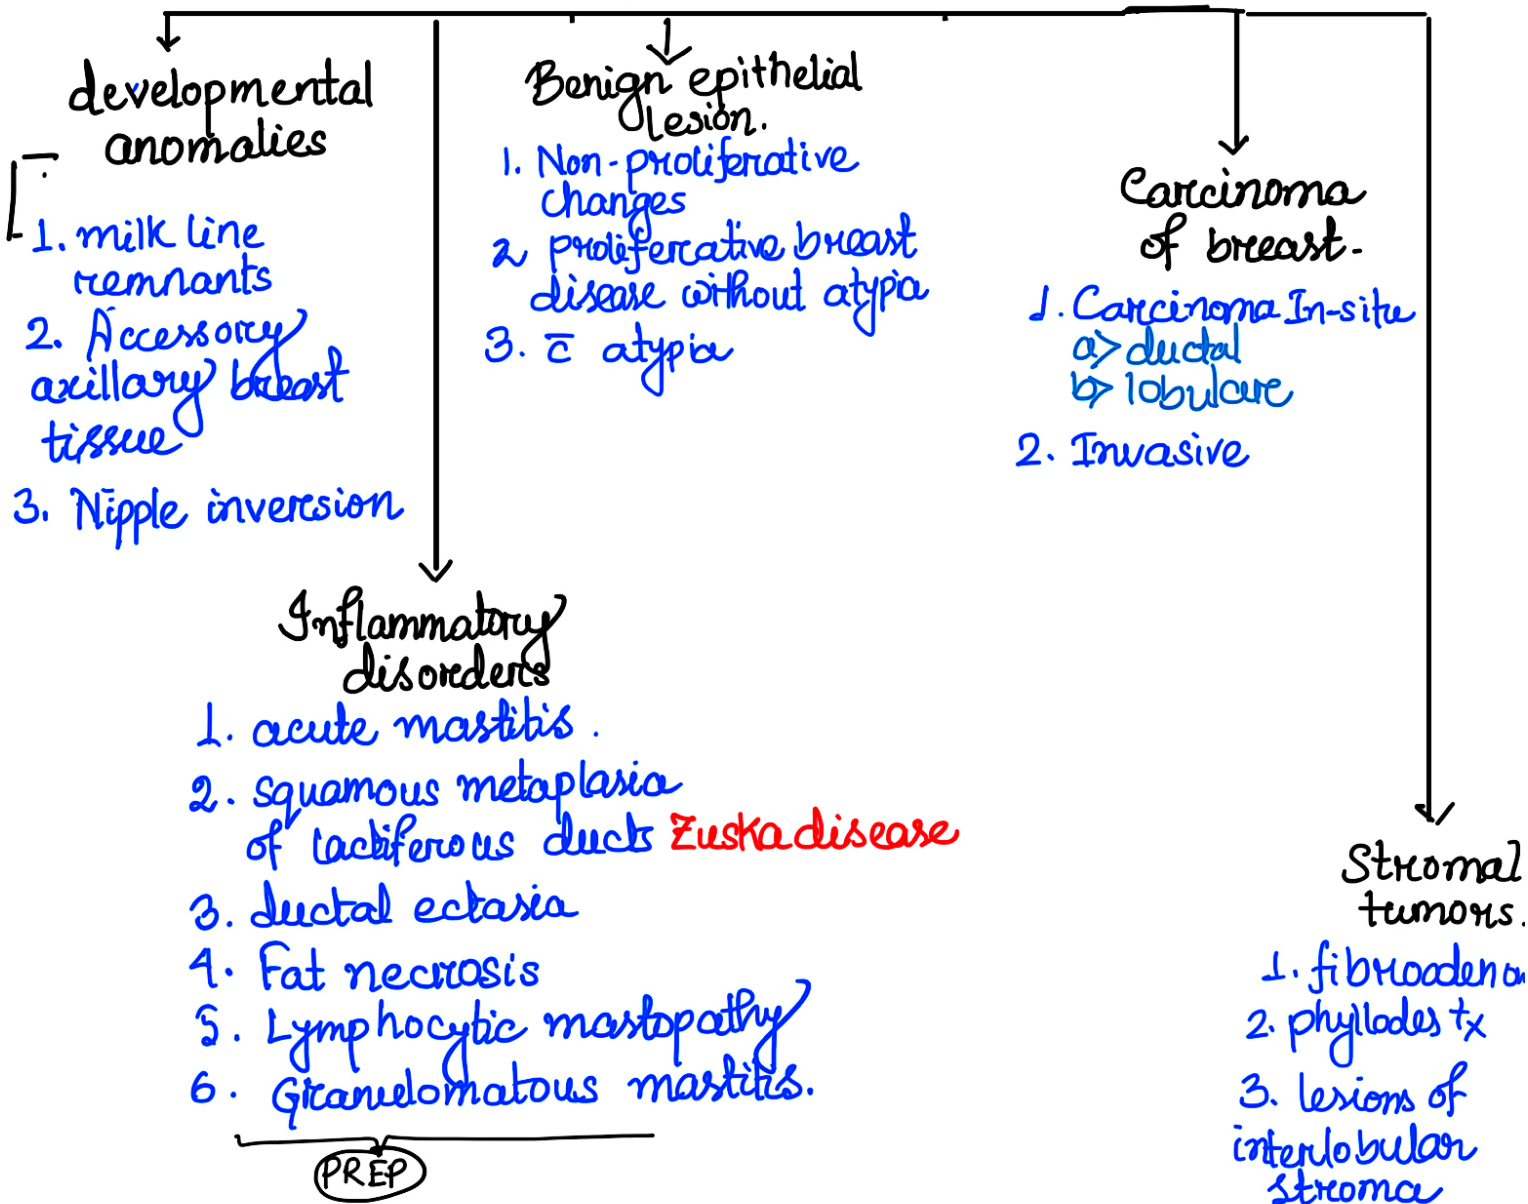 developmental
anomalies
1. milk line
remnants
2. Accessory
axillary breast
tissue
3. Nipple inversion
Inflammatory
disorders
1. acute mastitis.
2. squamous metaplasia
of lactiferous ducts Zuska disease
3. ductal ectasia
4. Fat necrosis
5. Lymphocytic mastopathy
6. Granulomatous mastitis.
PREP
Benign epithelial
lesion.
1. Non-proliferative
changes
2 proliferative breast
disease without atypia
3. c̄ atypia
Carcinoma
of breast-
1. Carcinoma In-situ
a> ductal
b> lobular
2. Invasive
Stromal
tumors.
1. fibroadeno
2. phyllodes tx
3. lesions of
interlobular
stroma